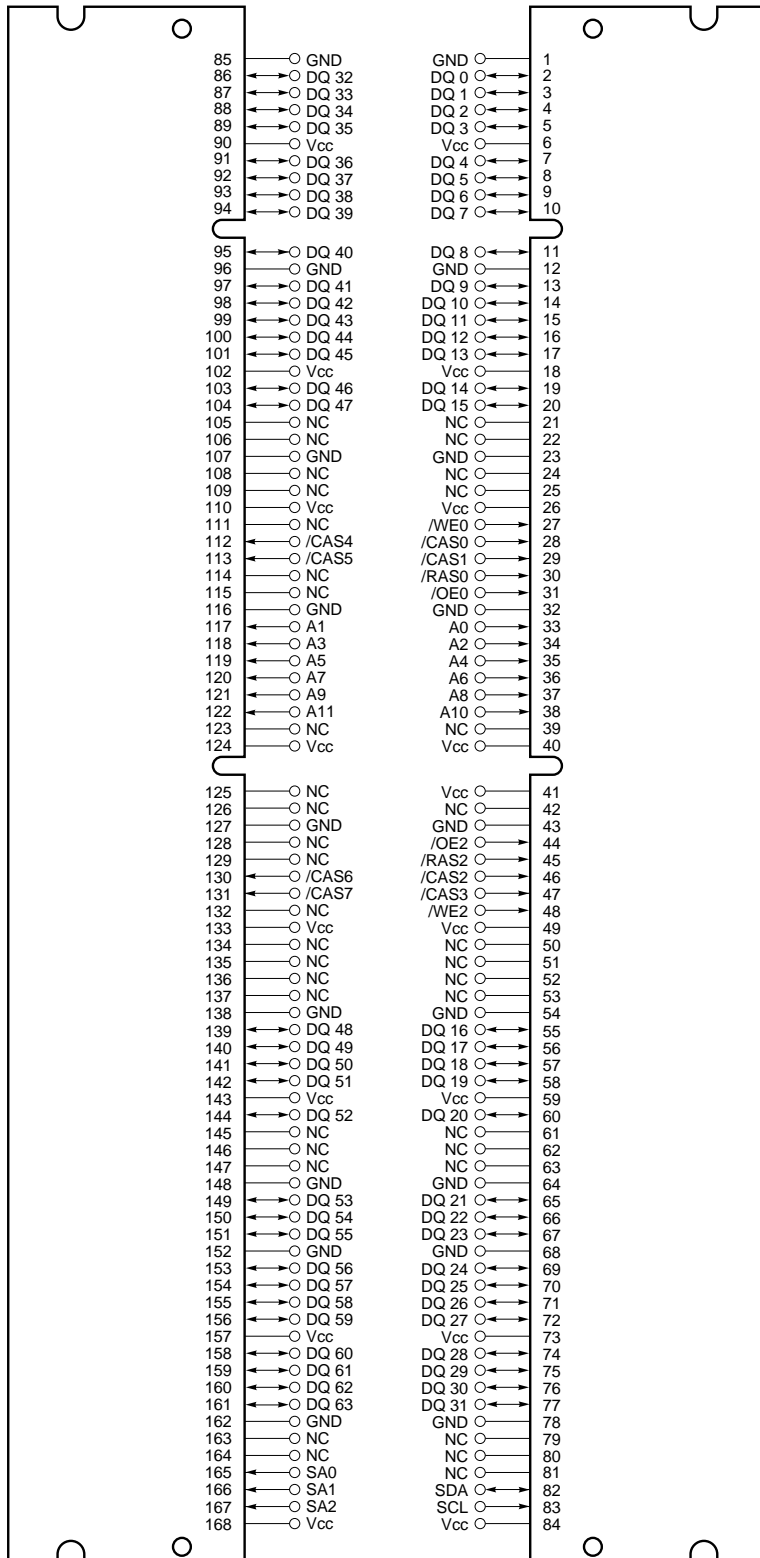 85 GND GND 1
86 DQ 32 DQ 0 2
87 DQ 33 DQ 1 3
88 DQ 34 DQ 2 4
89 DQ 35 DQ 3 5
90 Vcc Vcc 6
91 DQ 36 DQ 4 7
92 DQ 37 DQ 5 8
93 DQ 38 DQ 6 9
94 DQ 39 DQ 7 10
95 DQ 40 DQ 8 11
96 GND GND 12
97 DQ 41 DQ 9 13
98 DQ 42 DQ 10 14
99 DQ 43 DQ 11 15
100 DQ 44 DQ 12 16
101 DQ 45 DQ 13 17
102 Vcc Vcc 18
103 DQ 46 DQ 14 19
104 DQ 47 DQ 15 20
105 NC NC 21
106 NC NC 22
107 GND GND 23
108 NC NC 24
109 NC NC 25
110 Vcc Vcc 26
111 NC /WE0 27
112 /CAS4 /CAS0 28
113 /CAS5 /CAS1 29
114 NC /RAS0 30
115 NC /OE0 31
116 GND GND 32
117 A1 A0 33
118 A3 A2 34
119 A5 A4 35
120 A7 A6 36
121 A9 A8 37
122 A11 A10 38
123 NC NC 39
124 Vcc Vcc 40
125 NC Vcc 41
126 NC NC 42
127 GND GND 43
128 NC /OE2 44
129 NC /RAS2 45
130 /CAS6 /CAS2 46
131 /CAS7 /CAS3 47
132 NC /WE2 48
133 Vcc Vcc 49
134 NC NC 50
135 NC NC 51
136 NC NC 52
137 NC NC 53
138 GND GND 54
139 DQ 48 DQ 16 55
140 DQ 49 DQ 17 56
141 DQ 50 DQ 18 57
142 DQ 51 DQ 19 58
143 Vcc Vcc 59
144 DQ 52 DQ 20 60
145 NC NC 61
146 NC NC 62
147 NC NC 63
148 GND GND 64
149 DQ 53 DQ 21 65
150 DQ 54 DQ 22 66
151 DQ 55 DQ 23 67
152 GND GND 68
153 DQ 56 DQ 24 69
154 DQ 57 DQ 25 70
155 DQ 58 DQ 26 71
156 DQ 59 DQ 27 72
157 Vcc Vcc 73
158 DQ 60 DQ 28 74
159 DQ 61 DQ 29 75
160 DQ 62 DQ 30 76
161 DQ 63 DQ 31 77
162 GND GND 78
163 NC NC 79
164 NC NC 80
165 SA0 NC 81
166 SA1 SDA 82
167 SA2 SCL 83
168 Vcc Vcc 84